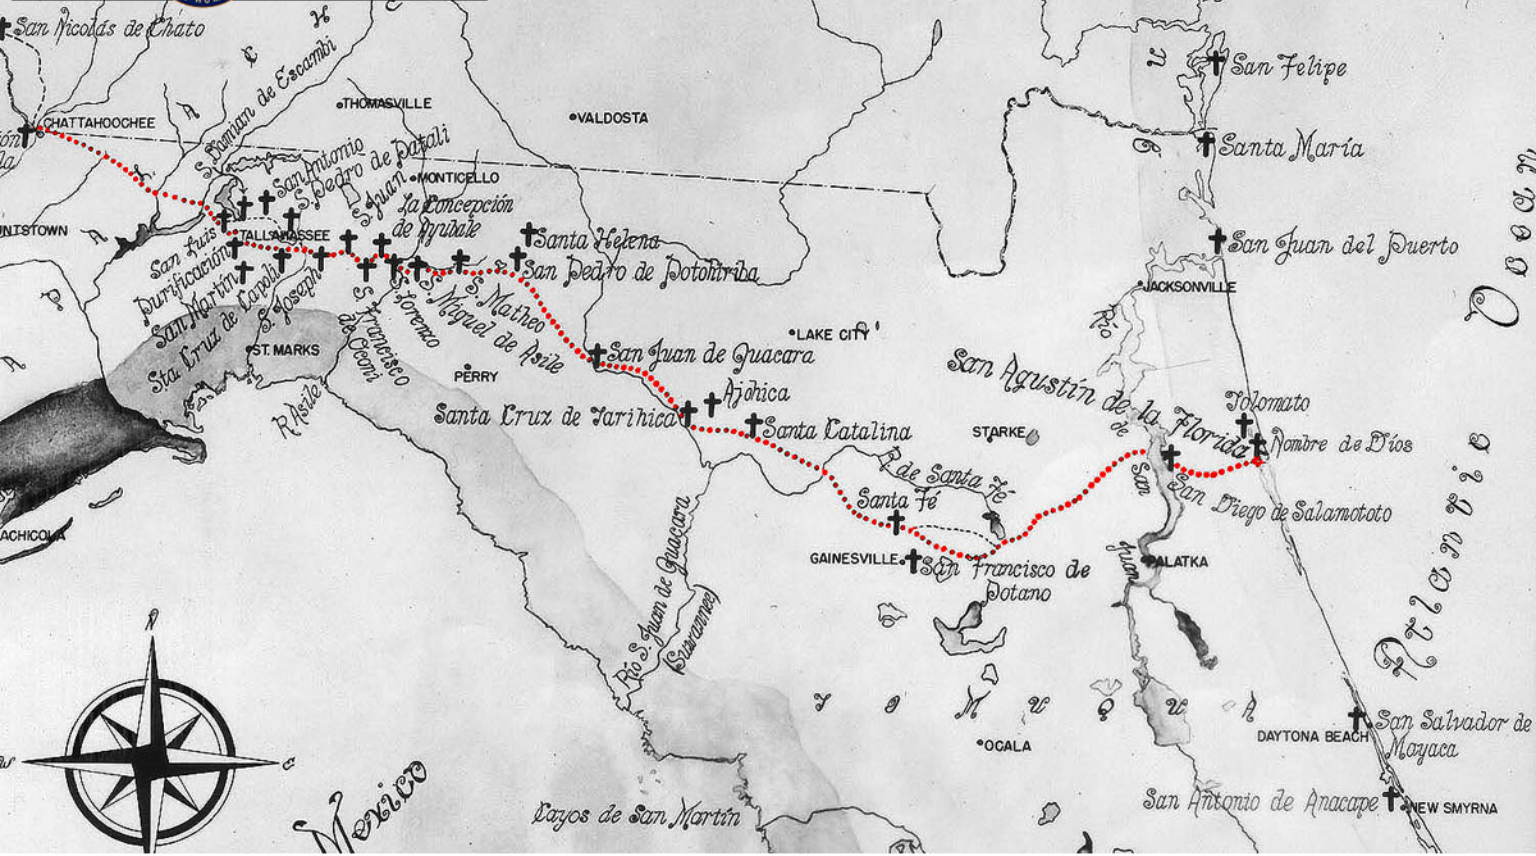 San Nicolás de Chato
CHATTAHOOCHEE
S. Damian de Escambi
THOMASVILLE
VALDOSTA
San Antonio
S. Pedro de Patali
S. Juan
MONTICELLO
La Concepción
de Ayubale
San Felipe
Santa María
San Juan del Puerto
JACKSONVILLE
TALLAHASSEE
San Luis
Purificación
San Martín
Sta. Cruz de Capoli
S. Joseph
S. Francisco
de Oconi
S. Lorenzo
S. Miguel de Asile
S. Matheo
Santa Helena
San Pedro de Potohiriba
ST. MARKS
R. Asile
PERRY
LAKE CITY
San Juan de Guacara
Ajohica
Santa Cruz de Tarihica
Santa Catalina
STARKE
San Agustín de la Florida
Tolomato
Nombre de Díos
San Diego de Salamototo
R. de Santa Fé
Santa Fé
GAINESVILLE
San Francisco de
Potano
Río
de
San
Juan
PALATKA
Río S. Juan de Guacara
(Suwannee)
Ocean
Atlantic
T I M U Q U A
OCALA
DAYTONA BEACH
San Salvador de
Mayaca
San Antonio de Anacape
NEW SMYRNA
Cayos de San Martín
Mexico
N